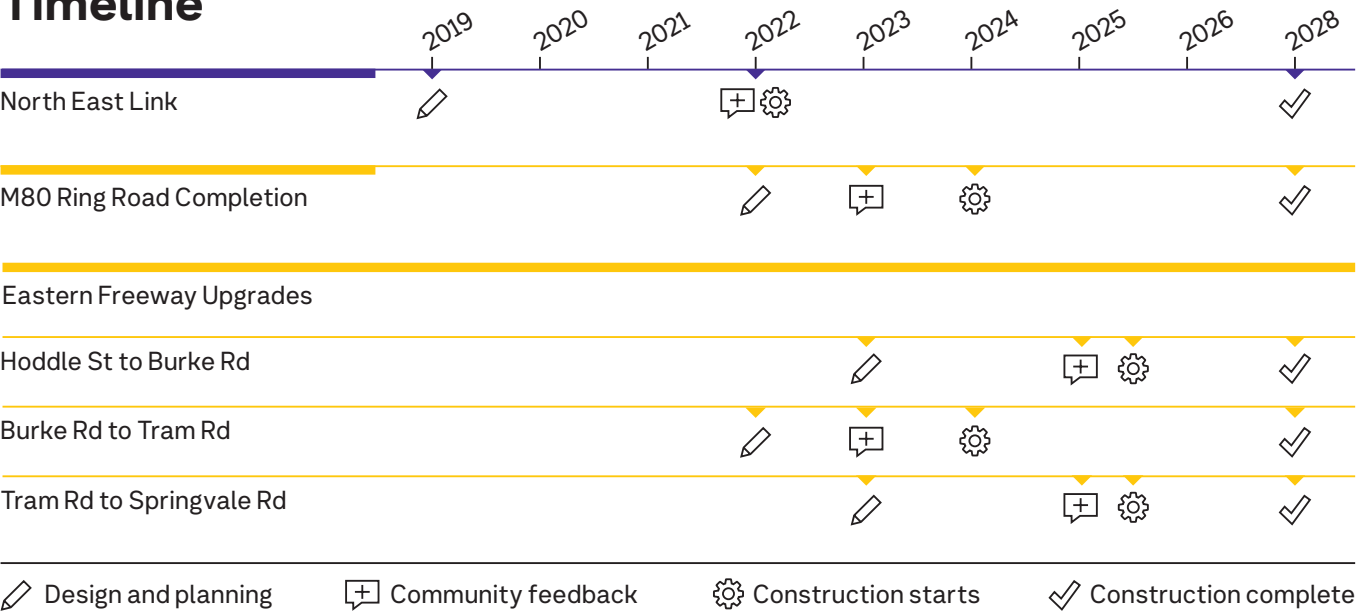 Timeline
2019 2020 2021 2022 2023 2024 2025 2026 2028
North East Link
M80 Ring Road Completion
Eastern Freeway Upgrades
Hoddle St to Burke Rd
Burke Rd to Tram Rd
Tram Rd to Springvale Rd
Design and planning Community feedback Construction starts Construction complete